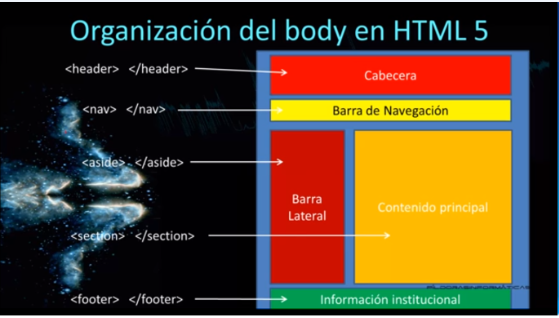 Organización del body en HTML 5
<header> </header>
Cabecera
<nav> </nav>
Barra de Navegación
<aside> </aside>
Barra
Lateral
Contenido principal
<section> </section>
<footer> </footer>
Información institucional